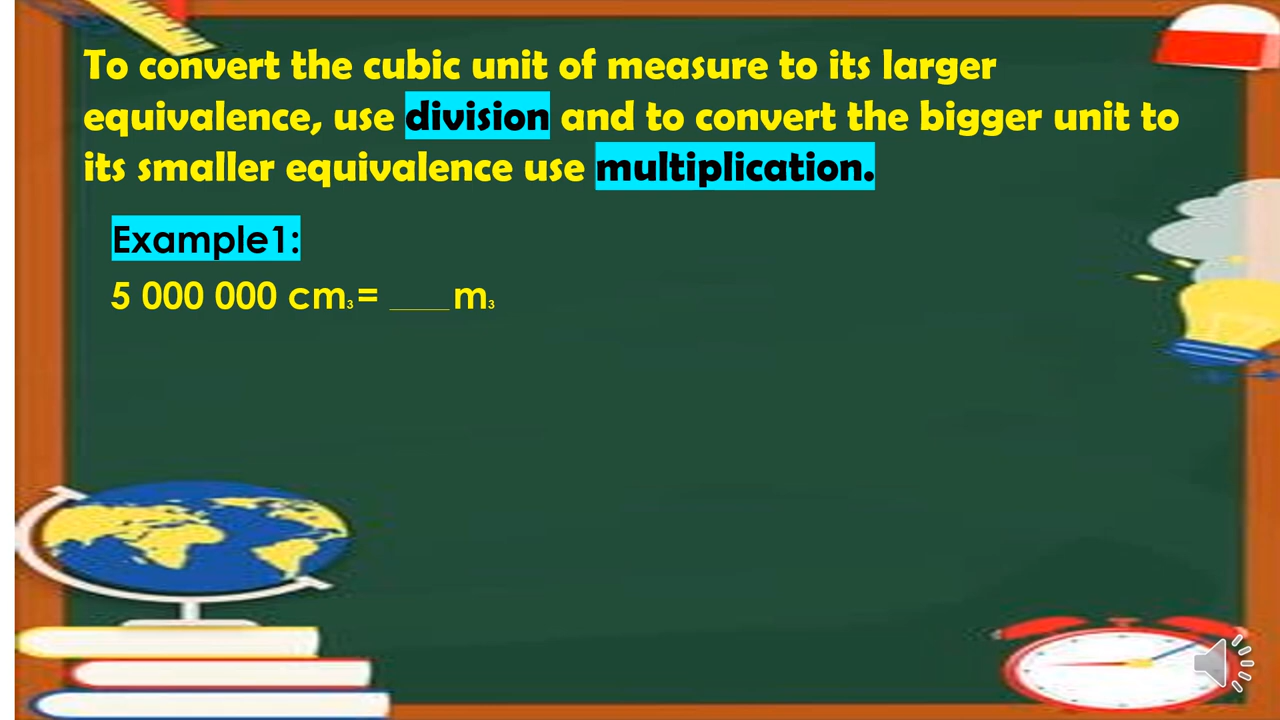 To convert the cubic unit of measure to its larger
equivalence, use division and to convert the bigger unit to
its smaller equivalence use multiplication.
Example1:
5 000 000 cm₃= ____m₃